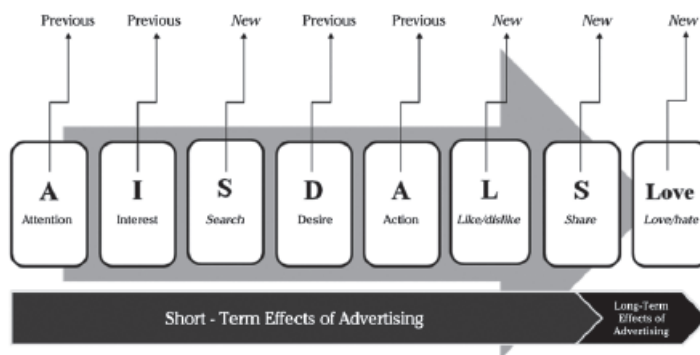 Previous Previous New Previous Previous New New New
A I S D A L S Love
Attention Interest Search Desire Action Like/dislike Share Love/hate
Short - Term Effects of Advertising
Long-Term
Effects of
Advertising